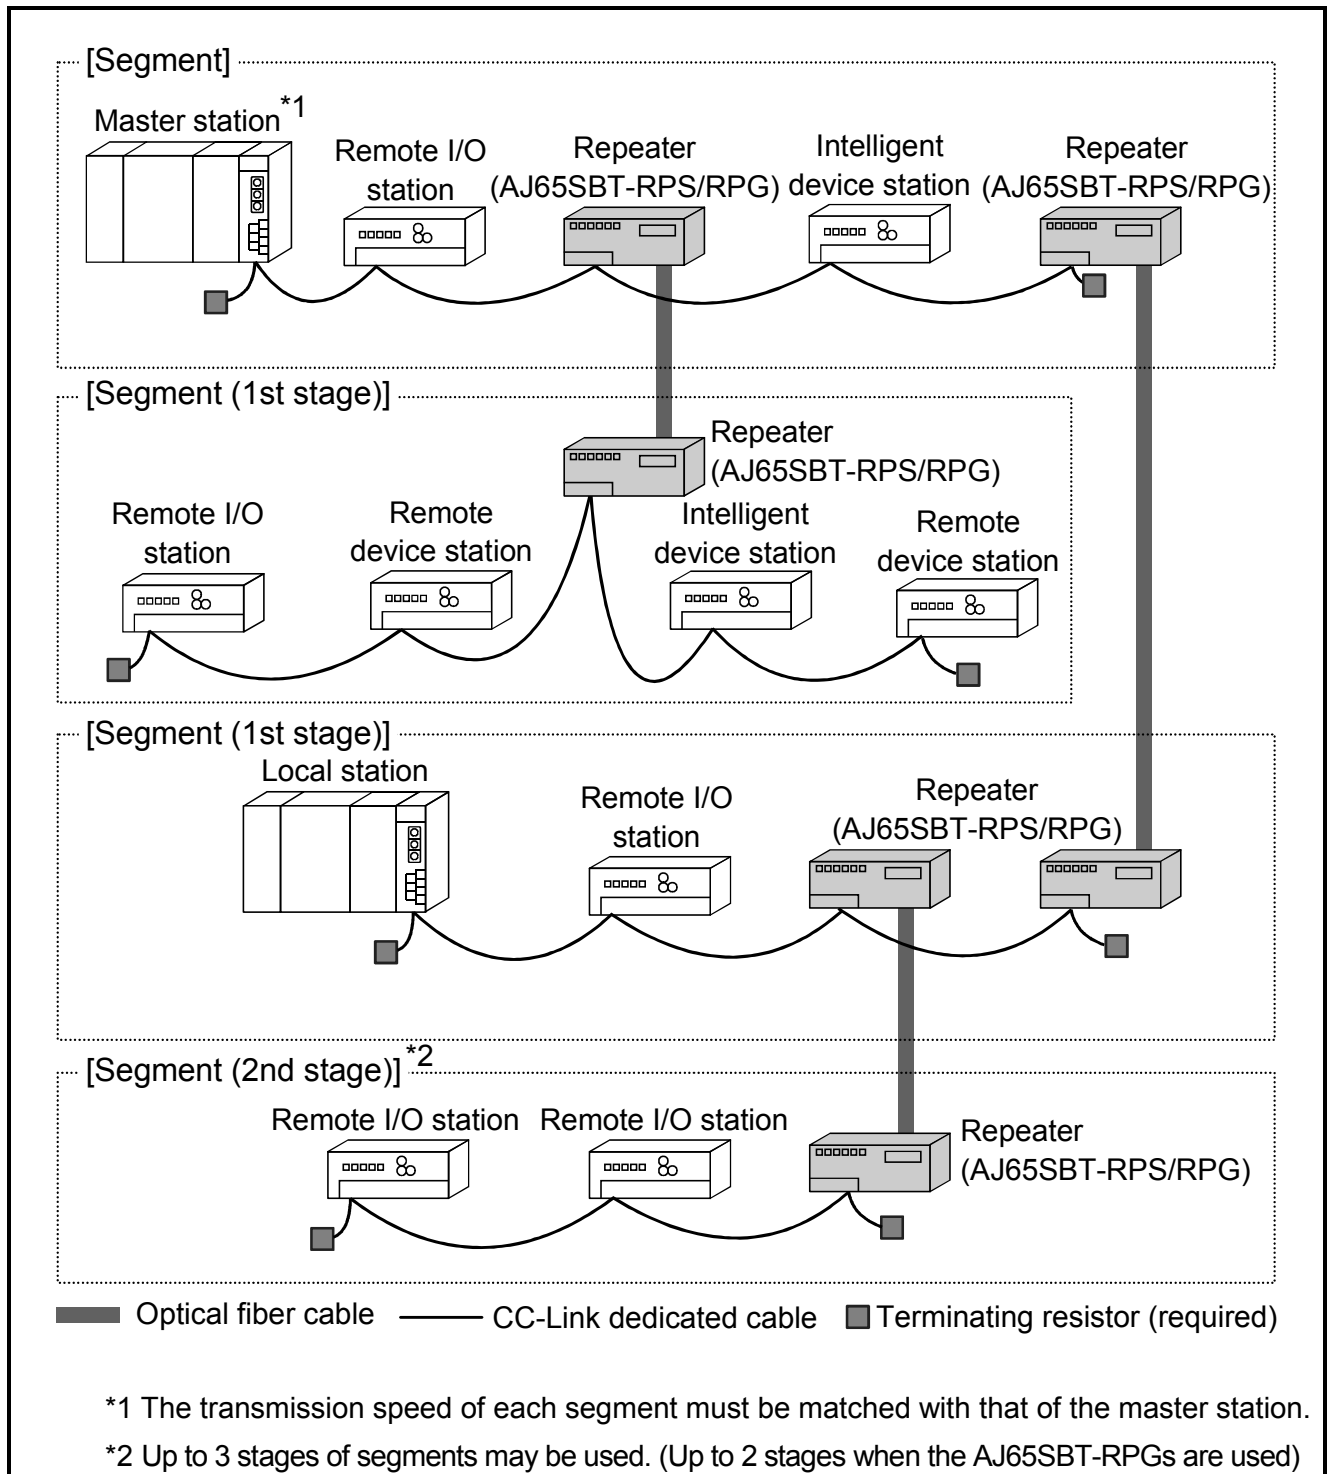 [Segment]
Master station*1
Remote I/O
station
Repeater
(AJ65SBT-RPS/RPG)
Intelligent
device station
Repeater
(AJ65SBT-RPS/RPG)
[Segment (1st stage)]
Repeater
(AJ65SBT-RPS/RPG)
Remote I/O
station
Remote
device station
Intelligent
device station
Remote
device station
[Segment (1st stage)]
Local station
Remote I/O
station
Repeater
(AJ65SBT-RPS/RPG)
[Segment (2nd stage)]*2
Remote I/O station
Remote I/O station
Repeater
(AJ65SBT-RPS/RPG)
Optical fiber cable
CC-Link dedicated cable
Terminating resistor (required)
*1 The transmission speed of each segment must be matched with that of the master station.
*2 Up to 3 stages of segments may be used. (Up to 2 stages when the AJ65SBT-RPGs are used)